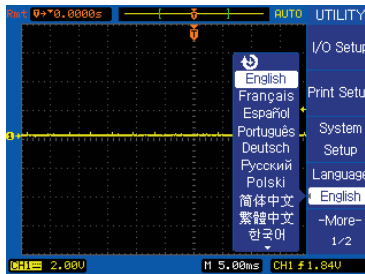 Rmt 0.0000s AUTO UTILITY
I/O Setup
English
Français
Español
Português
Deutsch
Русский
Polski
简体中文
繁體中文
한국어
Print Setu
System
Setup
Language
English
-More-
1/2
CH1 2.00V M 5.00ms CH1 1.84V